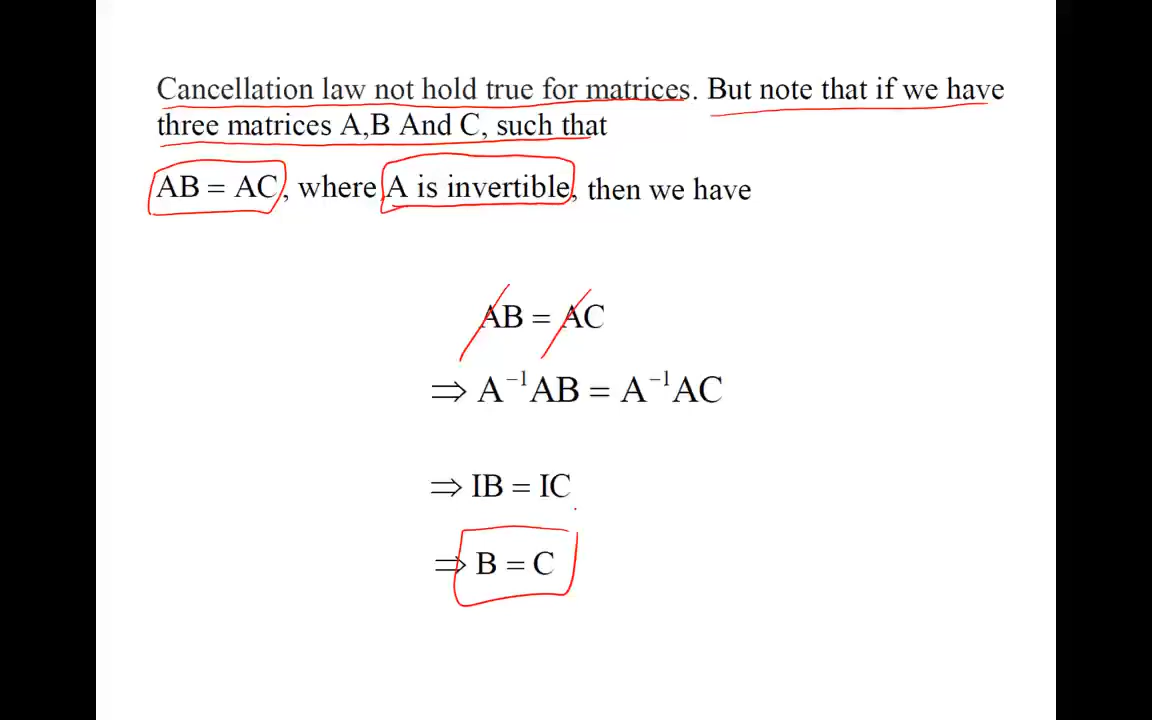 Cancellation law not hold true for matrices. But note that if we have
three matrices A,B And C, such that
AB = AC, where A is invertible, then we have
AB = AC
⇒ A⁻¹AB = A⁻¹AC
⇒ IB = IC
⇒ B = C